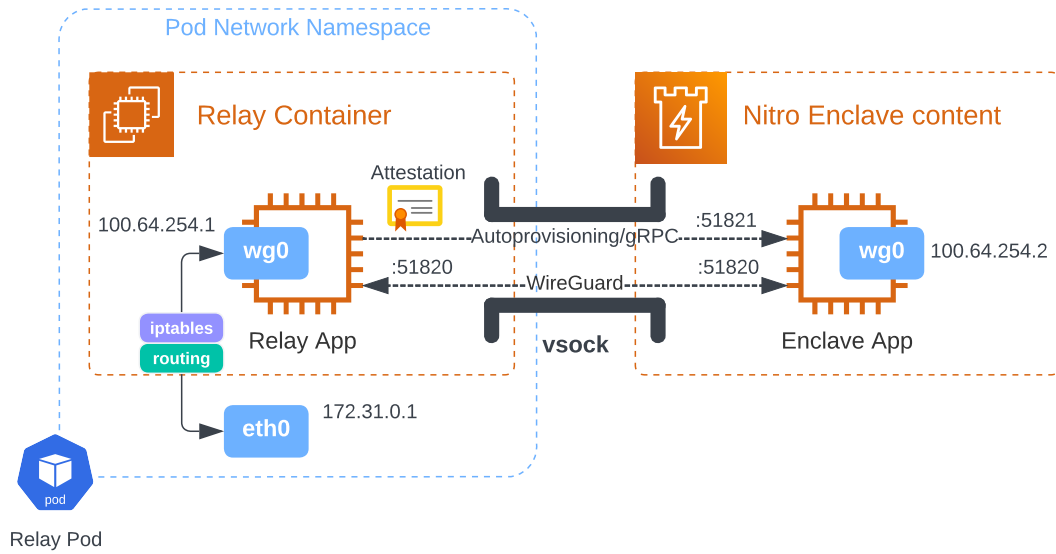 Pod Network Namespace
Relay Container
Nitro Enclave content
Attestation
100.64.254.1
:51821
Autoprovisioning/gRPC
wg0
wg0
100.64.254.2
:51820
:51820
WireGuard
iptables
Relay App
vsock
Enclave App
routing
172.31.0.1
eth0
pod
Relay Pod